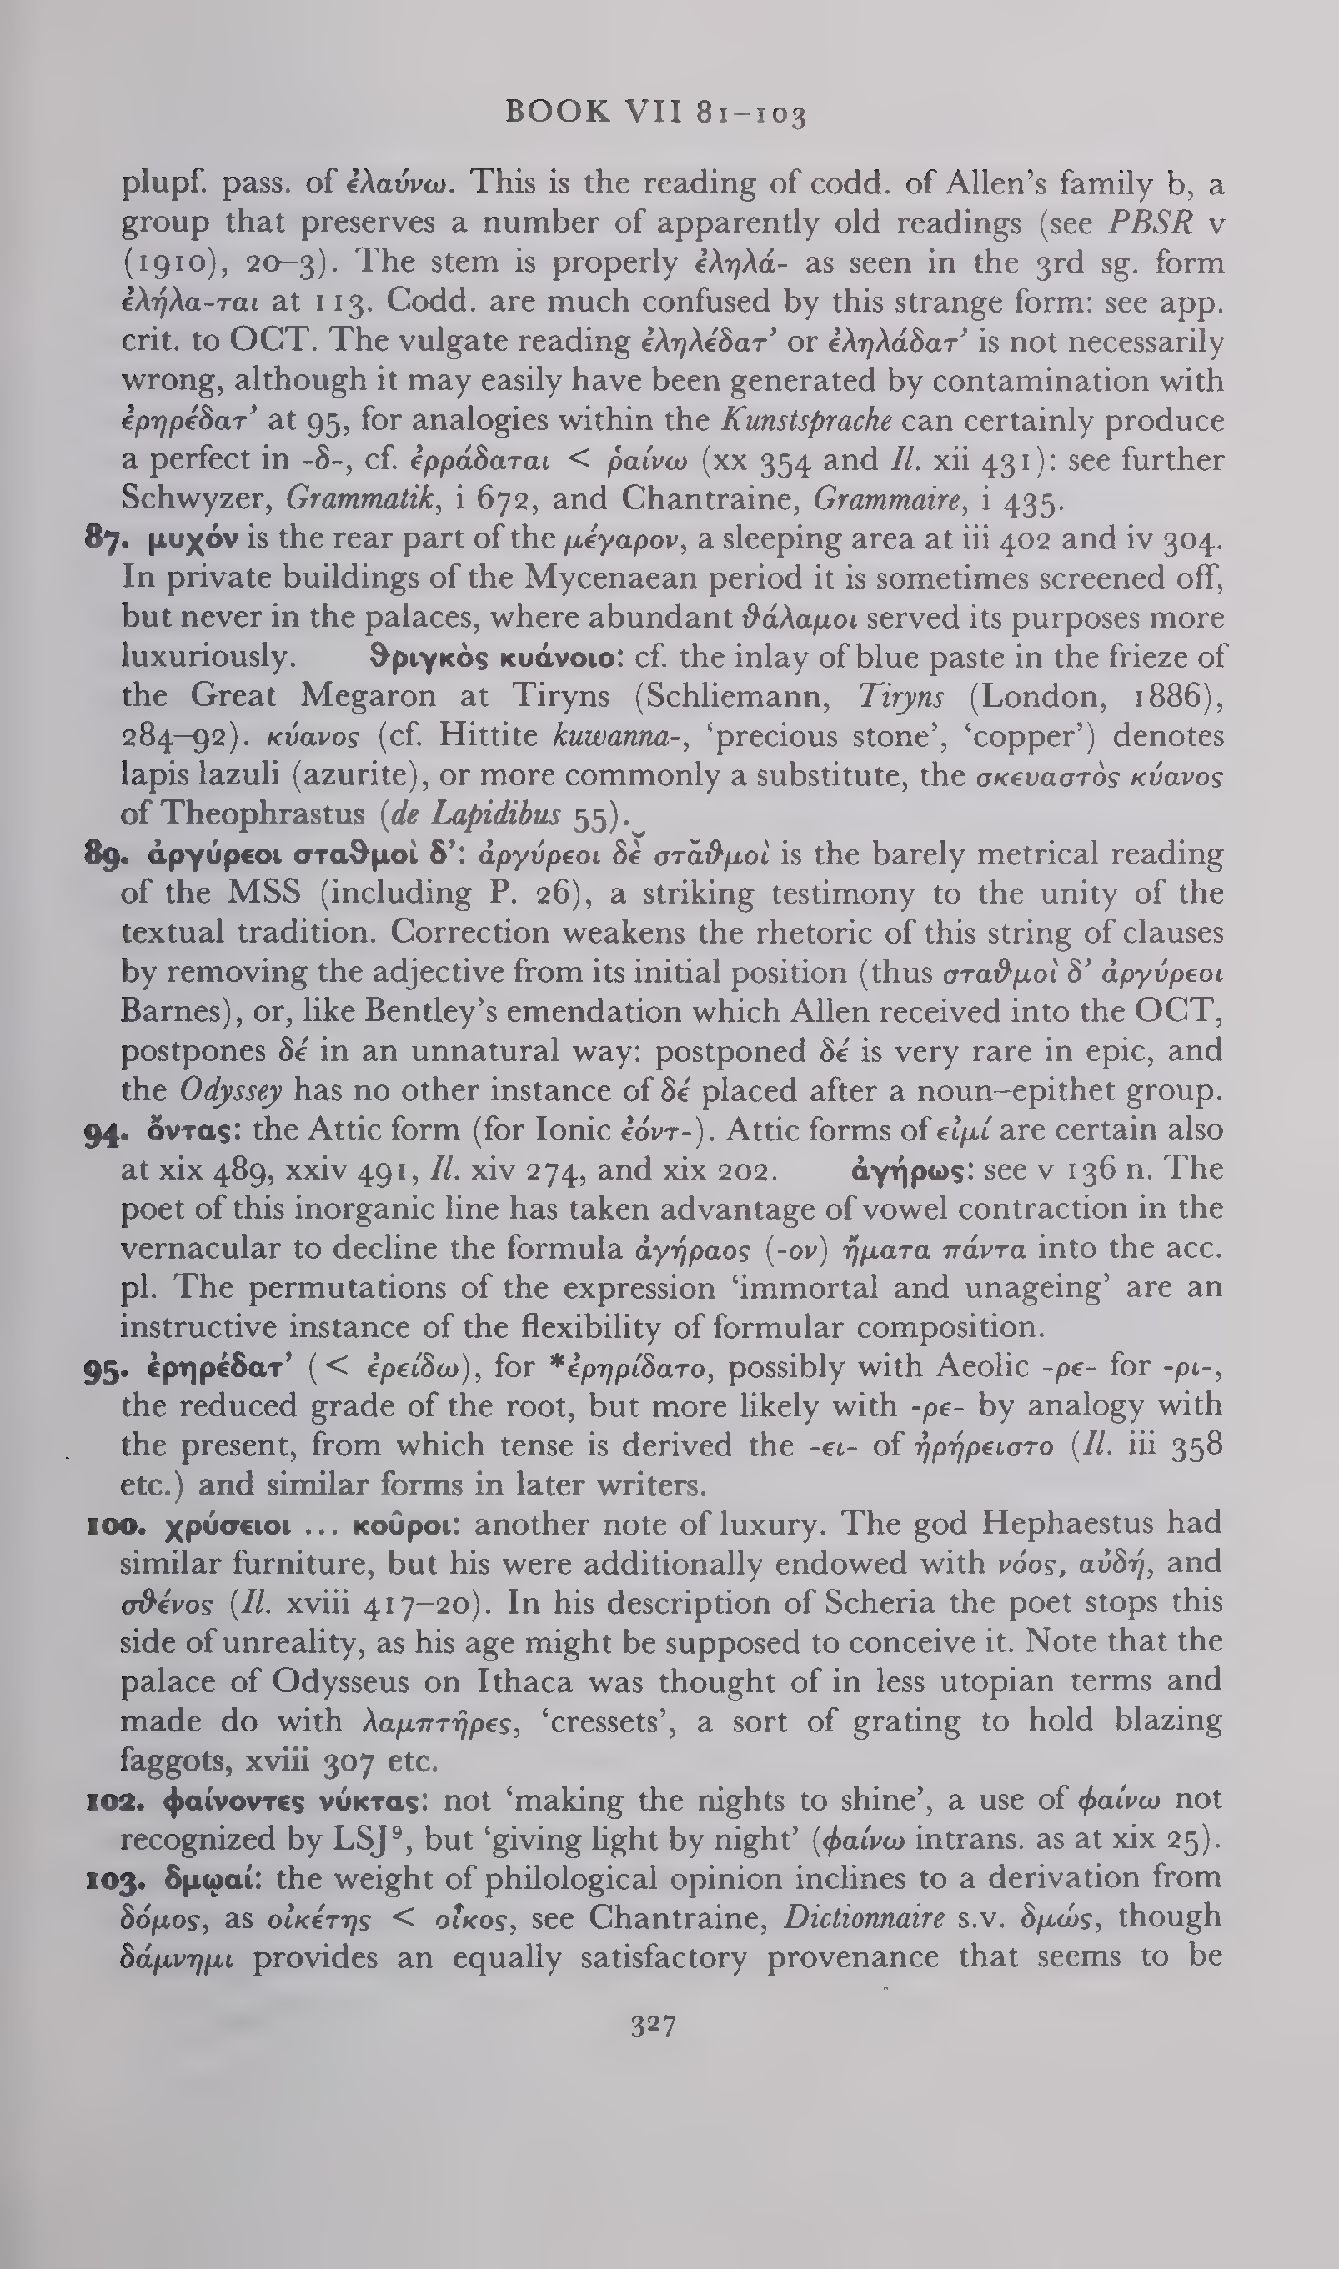 BOOK VII 81–103
plupf. pass. of ἐλαύνω. This is the reading of codd. of Allen’s family b, a
group that preserves a number of apparently old readings (see PBSR v
(1910), 20–3). The stem is properly ἐληλά- as seen in the 3rd sg. form
ἐλήλα-ται at 113. Codd. are much confused by this strange form: see app.
crit. to OCT. The vulgate reading ἐληλέδατ’ or ἐληλάδατ’ is not necessarily
wrong, although it may easily have been generated by contamination with
ἐρηρέδατ’ at 95, for analogies within the Kunstsprache can certainly produce
a perfect in -δ-, cf. ἐρράδαται < ῥαίνω (xx 354 and Il. xii 431): see further
Schwyzer, Grammatik, i 672, and Chantraine, Grammaire, i 435.
87. μυχόν is the rear part of the μέγαρον, a sleeping area at iii 402 and iv 304.
In private buildings of the Mycenaean period it is sometimes screened off,
but never in the palaces, where abundant ϑάλαμοι served its purposes more
luxuriously. ϑριγκὸς κυάνοιο: cf. the inlay of blue paste in the frieze of
the Great Megaron at Tiryns (Schliemann, Tiryns (London, 1886),
284–92). κύανος (cf. Hittite kuwanna-, ‘precious stone’, ‘copper’) denotes
lapis lazuli (azurite), or more commonly a substitute, the σκευαστὸς κύανος
of Theophrastus (de Lapidibus 55).
89. ἀργύρεοι σταϑμοὶ δ’: ἀργύρεοι δὲ στᾰϑμοὶ is the barely metrical reading
of the MSS (including P. 26), a striking testimony to the unity of the
textual tradition. Correction weakens the rhetoric of this string of clauses
by removing the adjective from its initial position (thus σταϑμοὶ δ’ ἀργύρεοι
Barnes), or, like Bentley’s emendation which Allen received into the OCT,
postpones δέ in an unnatural way: postponed δέ is very rare in epic, and
the Odyssey has no other instance of δέ placed after a noun–epithet group.
94. ὄντας: the Attic form (for Ionic ἐόντ-). Attic forms of εἰμί are certain also
at xix 489, xxiv 491, Il. xiv 274, and xix 202. ἀγήρως: see v 136 n. The
poet of this inorganic line has taken advantage of vowel contraction in the
vernacular to decline the formula ἀγήραος (-ον) ἤματα πάντα into the acc.
pl. The permutations of the expression ‘immortal and unageing’ are an
instructive instance of the flexibility of formular composition.
95. ἐρηρέδατ’ (< ἐρείδω), for *ἐρηρίδατο, possibly with Aeolic -ρε- for -ρι-,
the reduced grade of the root, but more likely with -ρε- by analogy with
the present, from which tense is derived the -ει- of ἠρήρειστο (Il. iii 358
etc.) and similar forms in later writers.
100. χρύσειοι ... κοῦροι: another note of luxury. The god Hephaestus had
similar furniture, but his were additionally endowed with νόος, αὐδή, and
σϑένος (Il. xviii 417–20). In his description of Scheria the poet stops this
side of unreality, as his age might be supposed to conceive it. Note that the
palace of Odysseus on Ithaca was thought of in less utopian terms and
made do with λαμπτῆρες, ‘cressets’, a sort of grating to hold blazing
faggots, xviii 307 etc.
102. φαίνοντες νύκτας: not ‘making the nights to shine’, a use of φαίνω not
recognized by LSJ⁹, but ‘giving light by night’ (φαίνω intrans. as at xix 25).
103. δμῳαί: the weight of philological opinion inclines to a derivation from
δόμος, as οἰκέτης < οἶκος, see Chantraine, Dictionnaire s.v. δμώς, though
δάμνημι provides an equally satisfactory provenance that seems to be
327